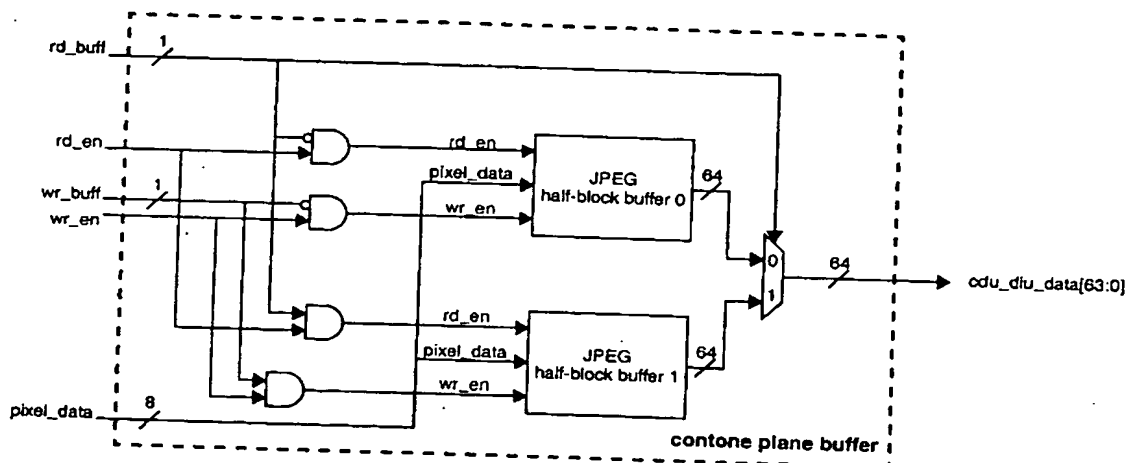 rd_buff
1
rd_en
rd_en
pixel_data
JPEG
half-block buffer 0
64
wr_buff
1
wr_en
wr_en
0
64
cdu_diu_data[63:0]
1
rd_en
pixel_data
JPEG
half-block buffer 1
64
wr_en
pixel_data
8
contone plane buffer